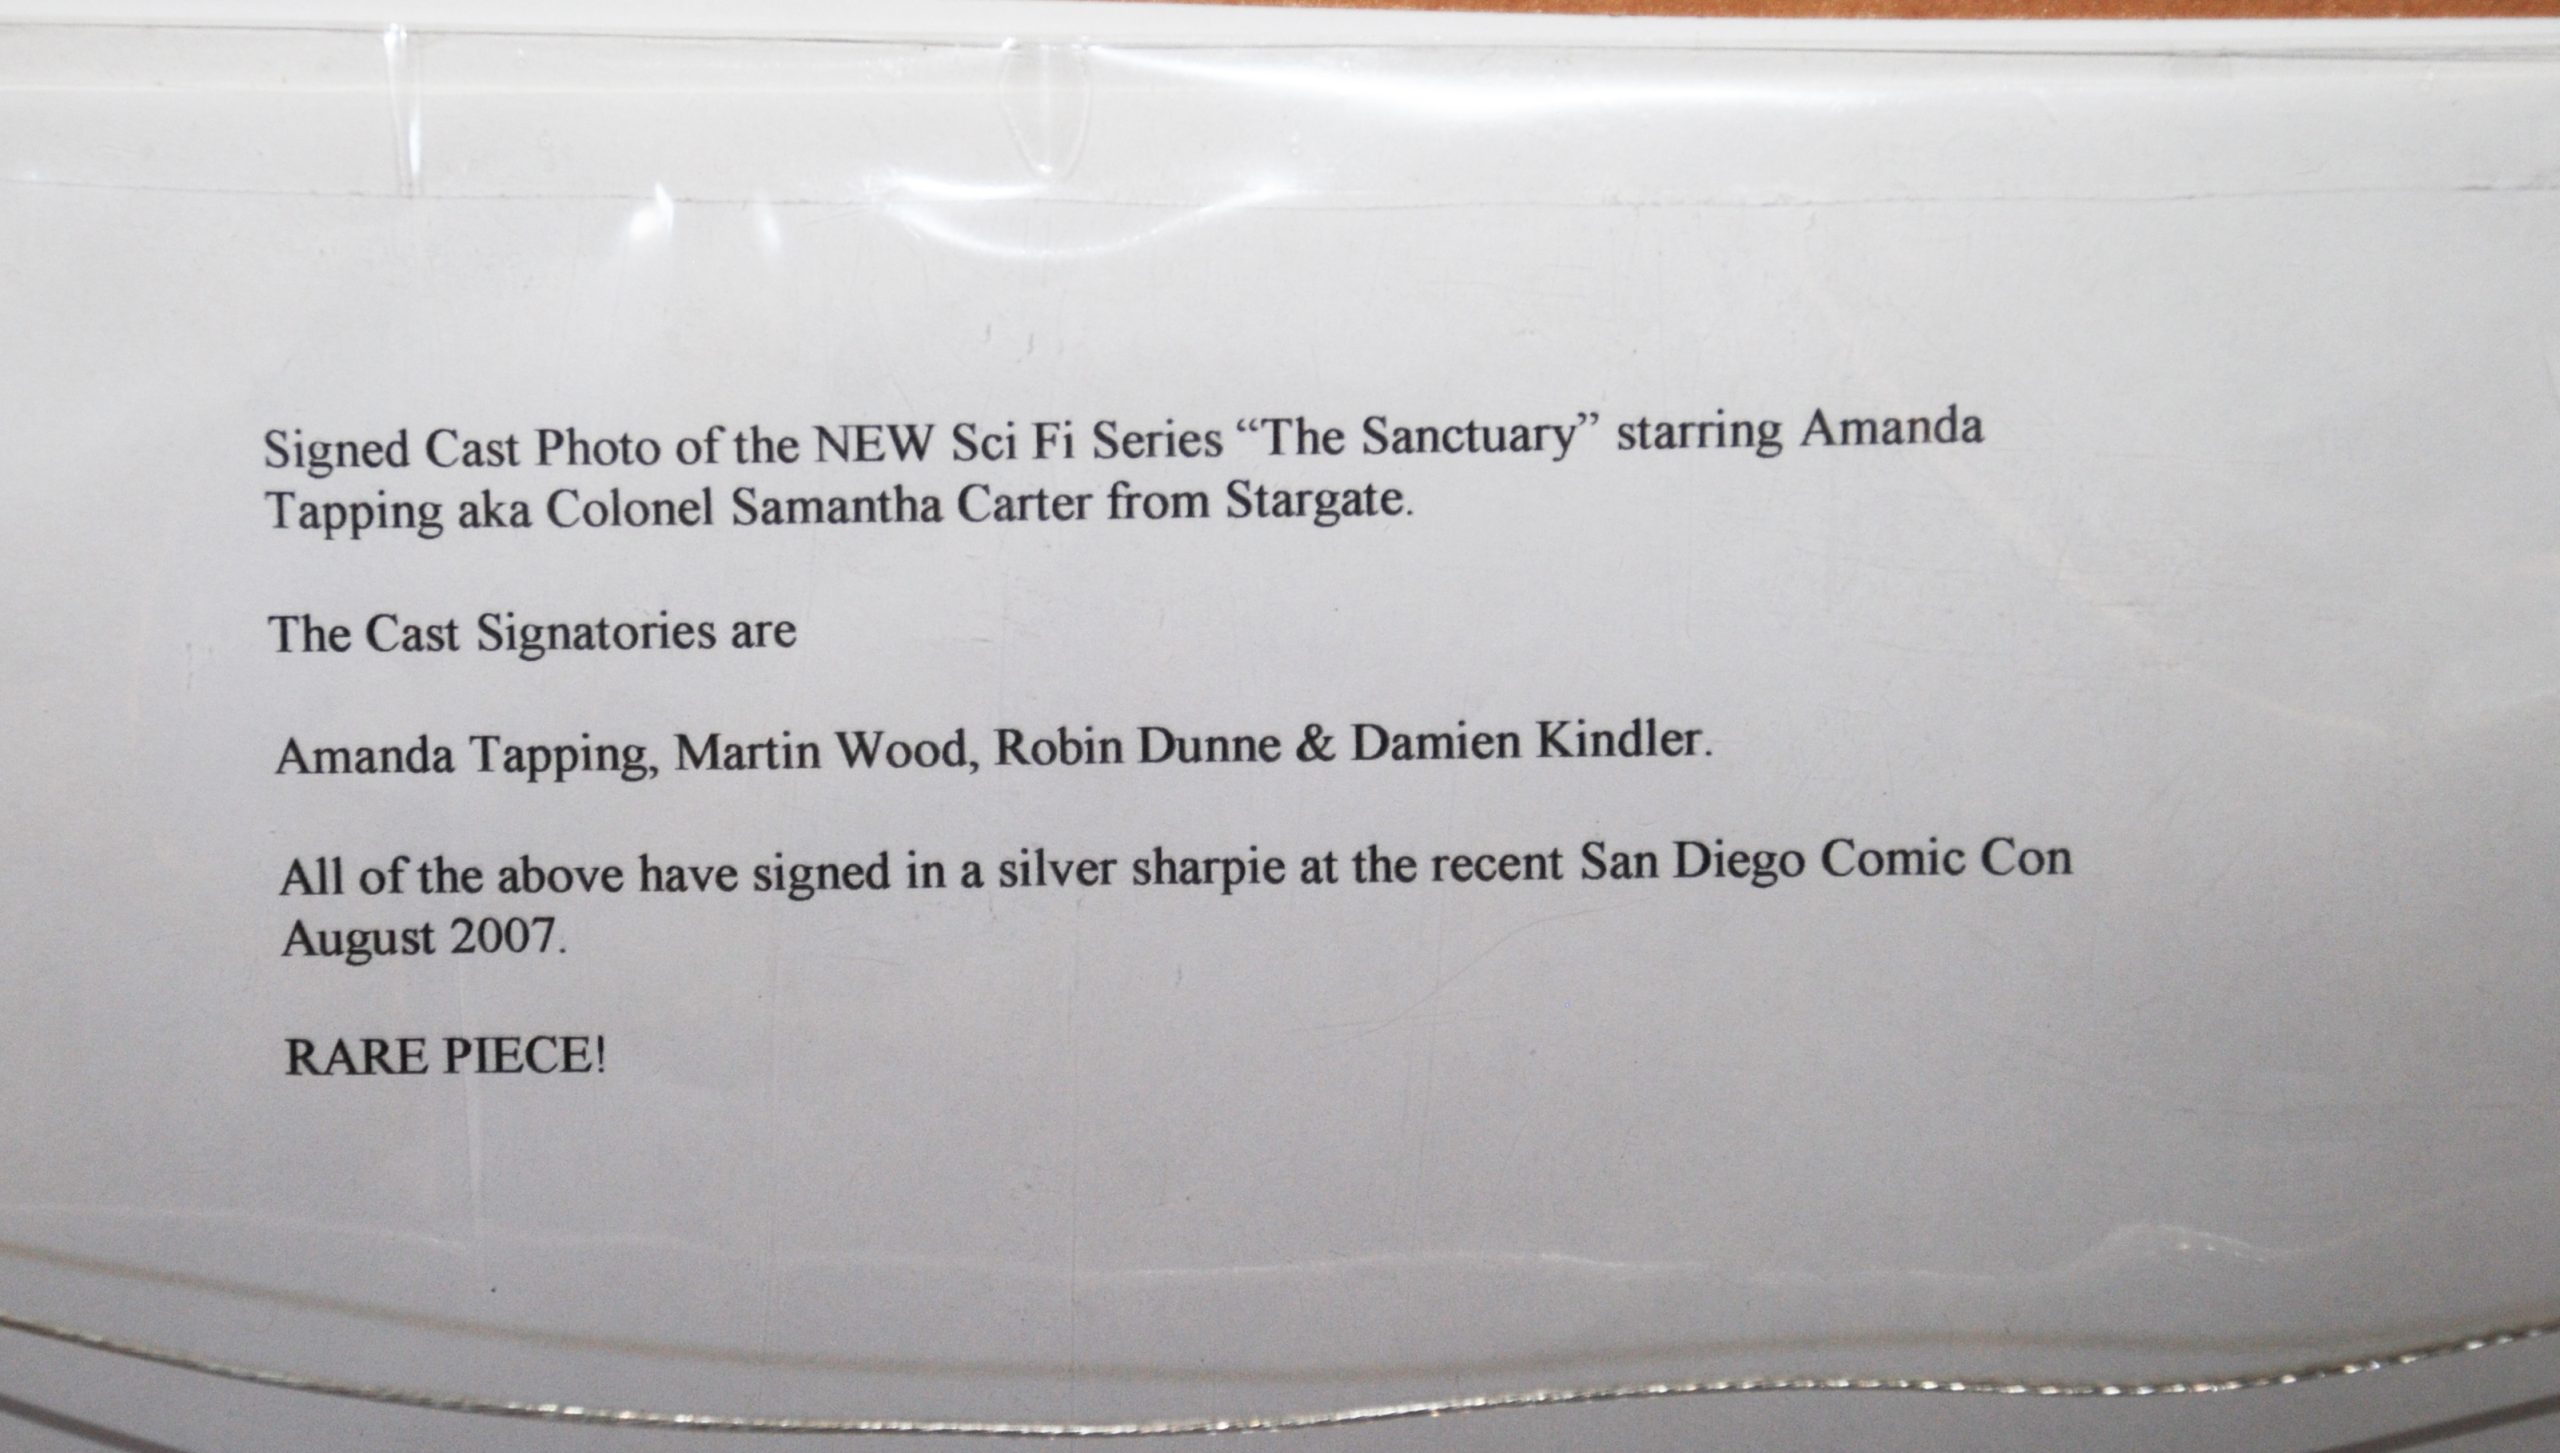 Signed Cast Photo of the NEW Sci Fi Series “The Sanctuary” starring Amanda
Tapping aka Colonel Samantha Carter from Stargate.
The Cast Signatories are
Amanda Tapping, Martin Wood, Robin Dunne & Damien Kindler.
All of the above have signed in a silver sharpie at the recent San Diego Comic Con
August 2007.
RARE PIECE!